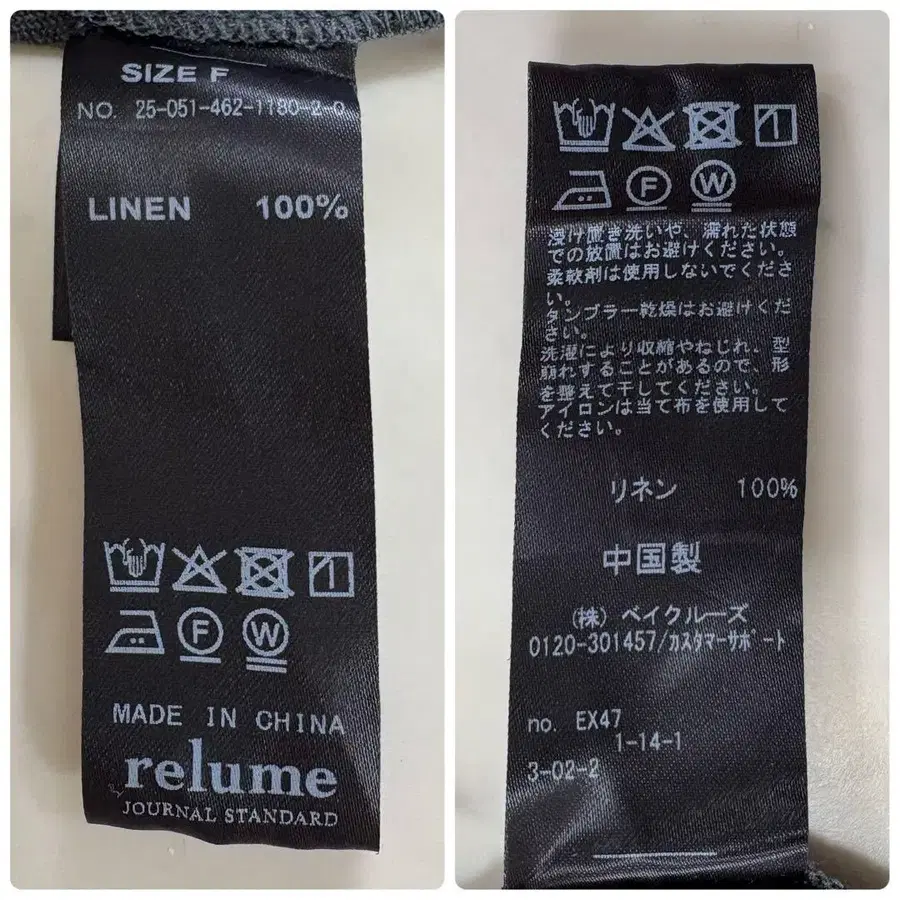 SIZE F
NO. 25-051-462-1180-2-0
LINEN 100%
F W
MADE IN CHINA
relume
JOURNAL STANDARD
F W
浸け置き洗いや、濡れた状態
での放置はお避けください。
柔軟剤は使用しないでくださ
い。
タンブラー乾燥はお避けくだ
さい。
洗濯により収縮やねじれ、型
崩れすることがあるので、形
を整えて干してください。
アイロンは当て布を使用して
ください。
リネン 100%
中国製
(株) ベイクルーズ
0120-301457/カスタマーサポート
no. EX47
1-14-1
3-02-2